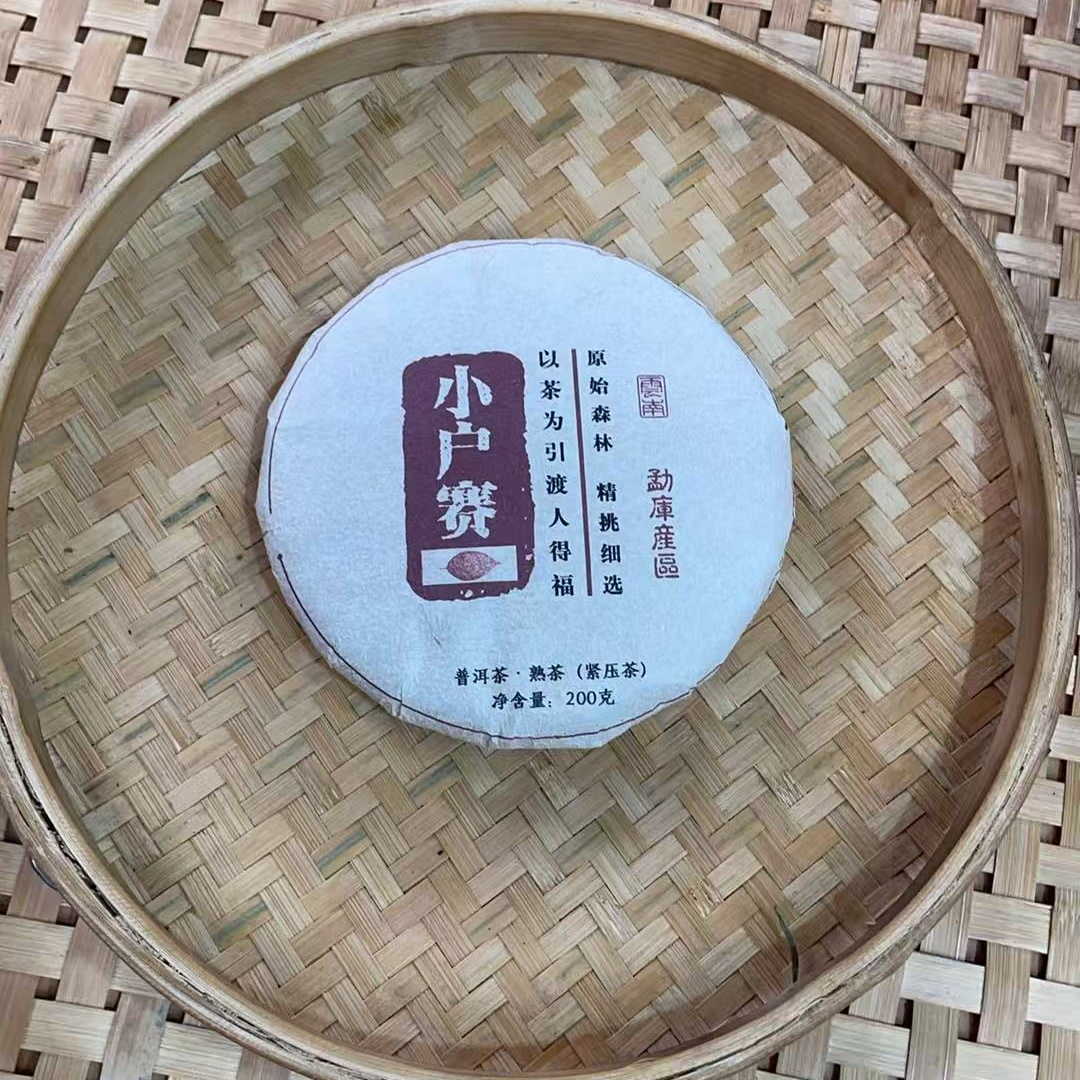 雲南
勐庫産區
原始森林 精挑细选
以茶为引渡人得福
小户赛
普洱茶·熟茶（紧压茶）
净含量：200克